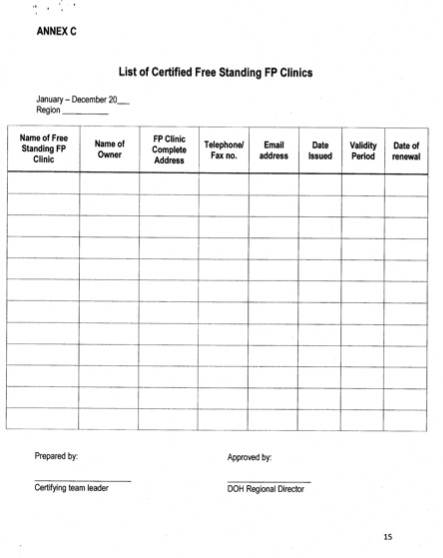 ANNEX C
List of Certified Free Standing FP Clinics
January – December 20___
Region __________
Name of Free Standing FP Clinic
Name of Owner
FP Clinic Complete Address
Telephone/ Fax no.
Email address
Date Issued
Validity Period
Date of renewal
Prepared by:
Approved by:
Certifying team leader
DOH Regional Director
15